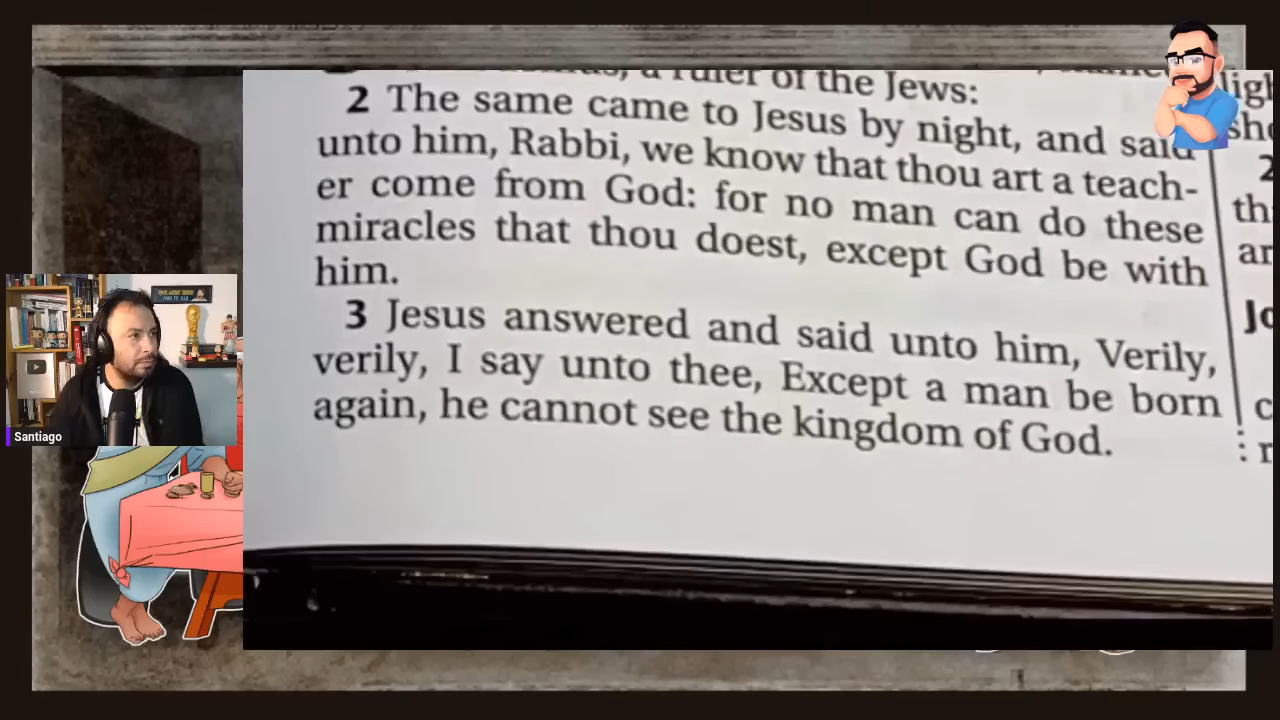 a ruler of the Jews:
2 The same came to Jesus by night, and said
unto him, Rabbi, we know that thou art a teach-
er come from God: for no man can do these
miracles that thou doest, except God be with
him.
3 Jesus answered and said unto him, Verily,
verily, I say unto thee, Except a man be born
again, he cannot see the kingdom of God.
Santiago